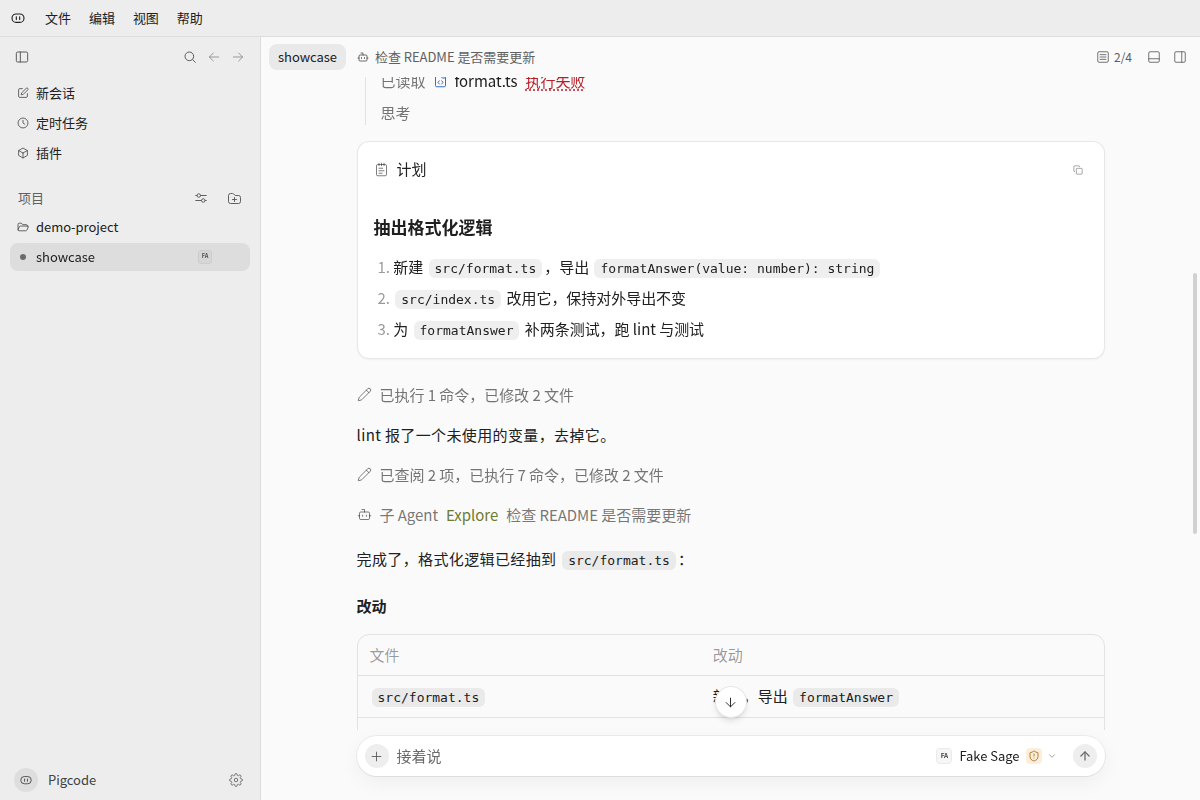 文件 编辑 视图 帮助
新会话
定时任务
插件
项目
demo-project
showcase FA
Pigcode
showcase 检查 README 是否需要更新 2/4
已读取 format.ts 执行失败
思考
计划
抽出格式化逻辑
1. 新建 src/format.ts ，导出 formatAnswer(value: number): string
2. src/index.ts 改用它，保持对外导出不变
3. 为 formatAnswer 补两条测试，跑 lint 与测试
已执行 1 命令，已修改 2 文件
lint 报了一个未使用的变量，去掉它。
已查阅 2 项，已执行 7 命令，已修改 2 文件
子 Agent Explore 检查 README 是否需要更新
完成了，格式化逻辑已经抽到 src/format.ts ：
改动
文件 改动
src/format.ts ，导出 formatAnswer
接着说 FA Fake Sage